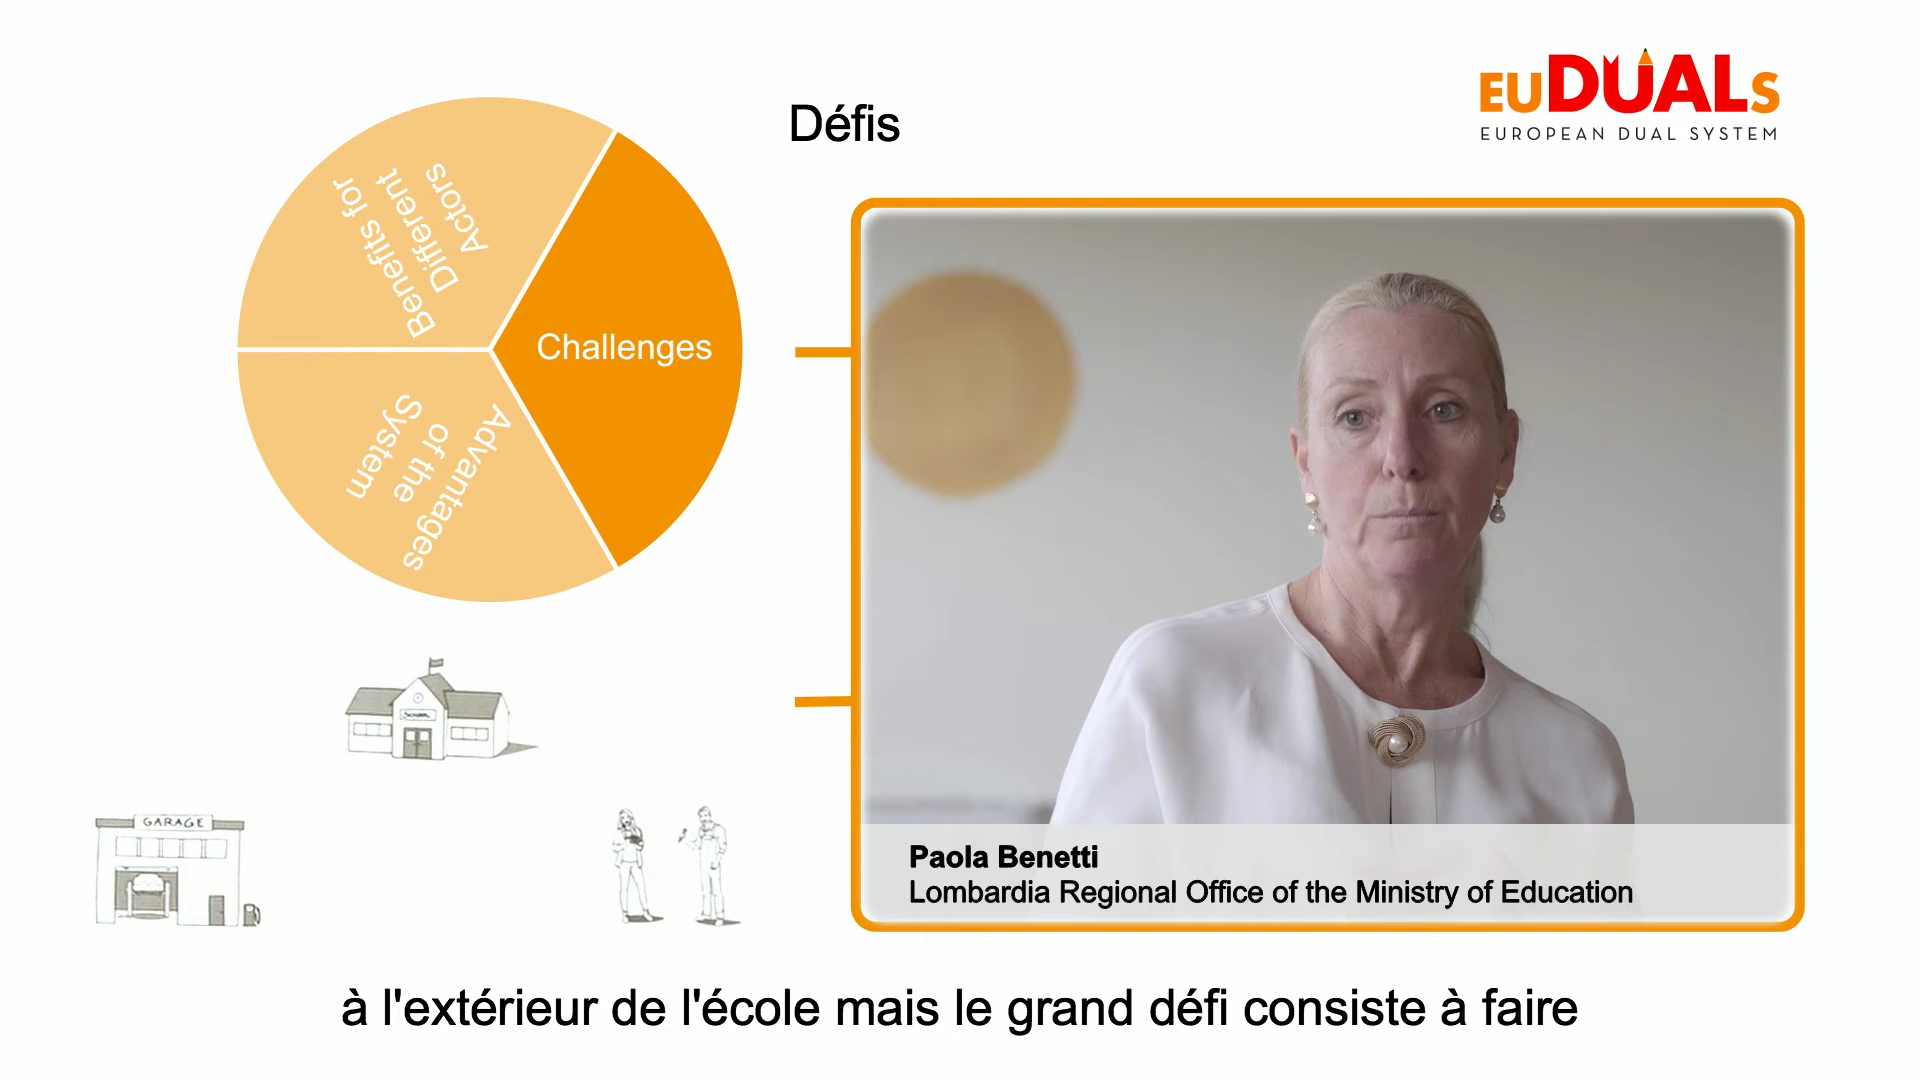 Défis
EUDUALS
EUROPEAN DUAL SYSTEM
Benefits for
Different
Actors
Challenges
Advantages
of the
System
SCHOOL
GARAGE
Paola Benetti
Lombardia Regional Office of the Ministry of Education
à l'extérieur de l'école mais le grand défi consiste à faire